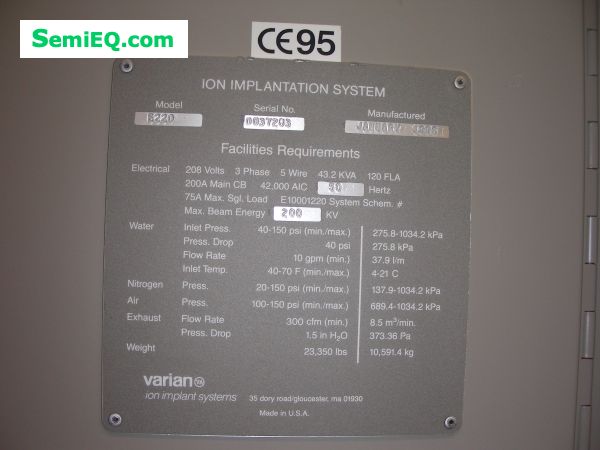 SemiEQ.com
CE95
ION IMPLANTATION SYSTEM
Model Serial No. Manufactured
E220
Facilities Requirements
Electrical 208 Volts 3 Phase 5 Wire 43.2 KVA 120 FLA
200A Main CB 42,000 AIC Hertz
75A Max. Sgl. Load E10001220 System Schem. #
Max. Beam Energy 200 KV
Water Inlet Press. 40-150 psi (min./max.) 275.8-1034.2 kPa
Press. Drop 40 psi 275.8 kPa
Flow Rate 10 gpm (min.) 37.9 l/m
Inlet Temp. 40-70 F (min./max.) 4-21 C
Nitrogen Press. 20-150 psi (min./max.) 137.9-1034.2 kPa
Air Press. 100-150 psi (min./max.) 689.4-1034.2 kPa
Exhaust Flow Rate 300 cfm (min.) 8.5 m³/min.
Press. Drop 1.5 in H₂O 373.36 Pa
Weight 23,350 lbs 10,591.4 kg
varian
ion implant systems 35 dory road/gloucester, ma 01930
Made in U.S.A.